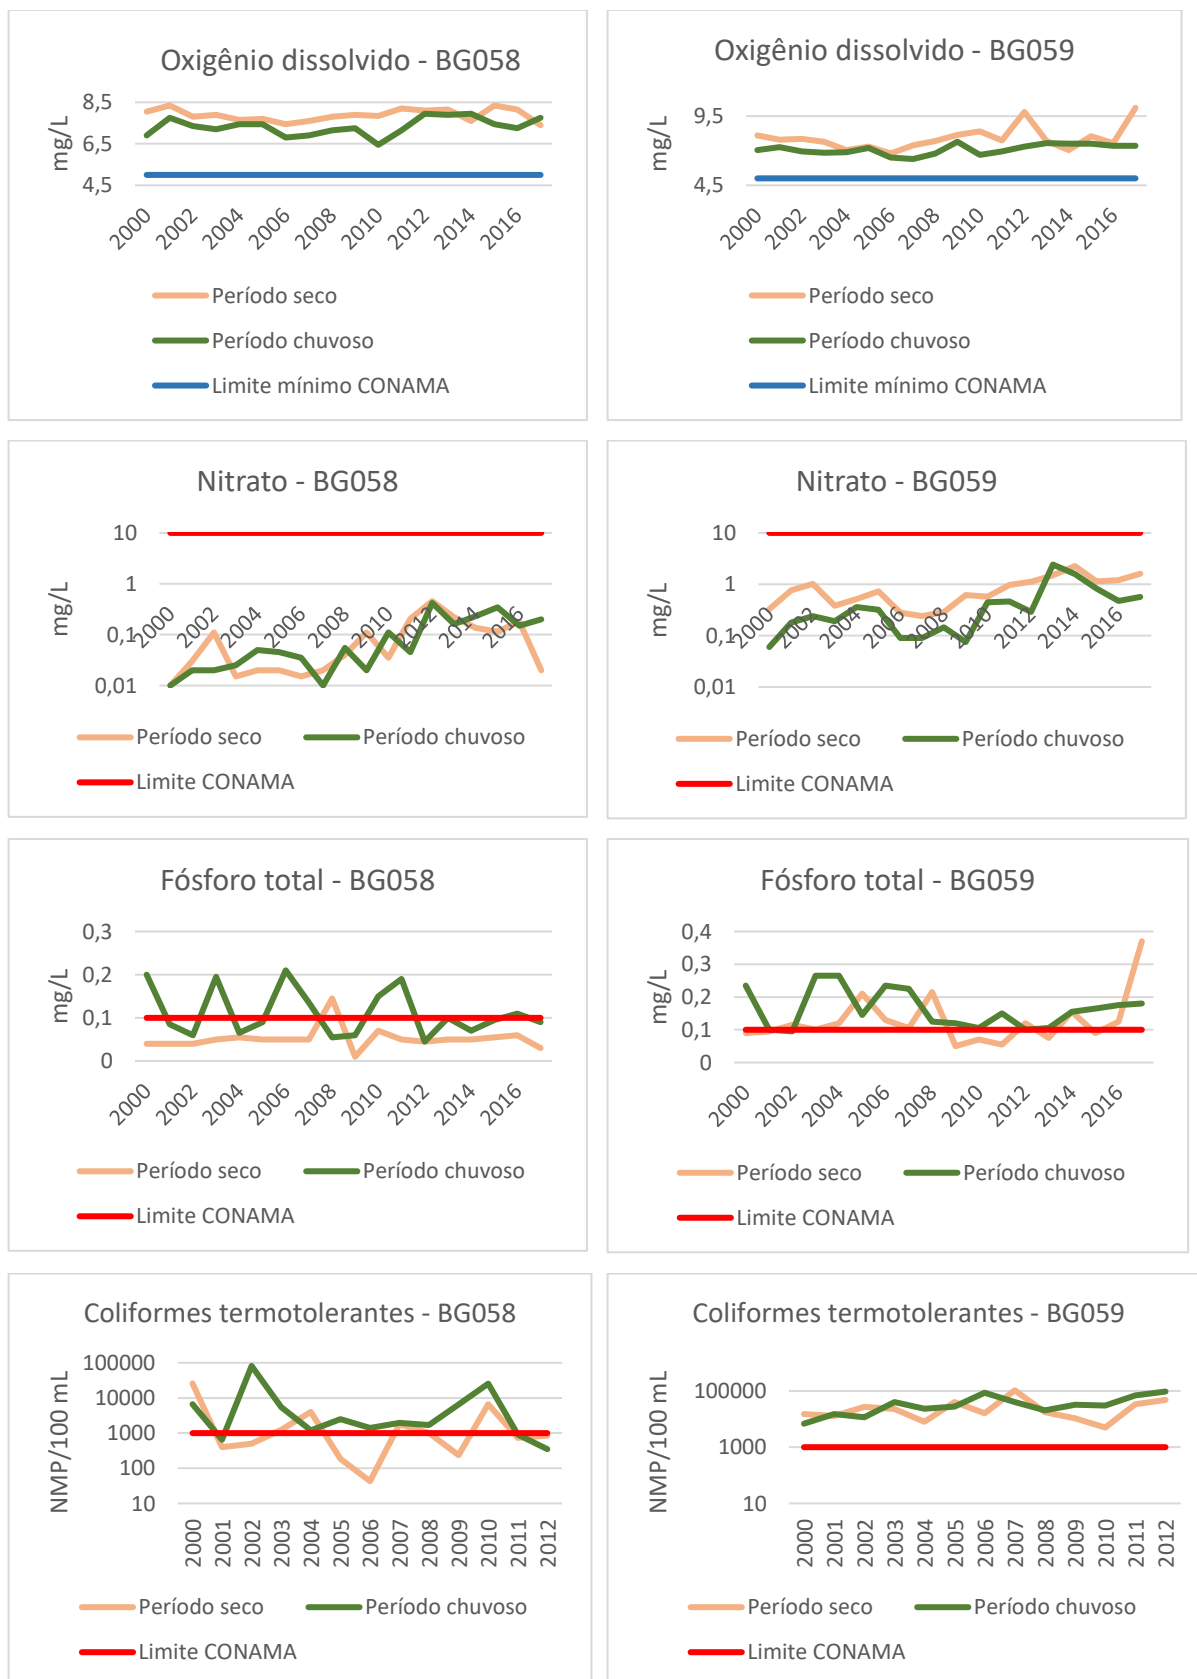 Oxigênio dissolvido - BG058
mg/L
8,5
6,5
4,5
2000
2002
2004
2006
2008
2010
2012
2014
2016
Período seco
Período chuvoso
Limite mínimo CONAMA
Oxigênio dissolvido - BG059
mg/L
9,5
4,5
2000
2002
2004
2006
2008
2010
2012
2014
2016
Período seco
Período chuvoso
Limite mínimo CONAMA
Nitrato - BG058
mg/L
10
1
0,1
0,01
2000
2002
2004
2006
2008
2010
2012
2014
2016
Período seco
Período chuvoso
Limite CONAMA
Nitrato - BG059
mg/L
10
1
0,1
0,01
2000
2002
2004
2006
2008
2010
2012
2014
2016
Período seco
Período chuvoso
Limite CONAMA
Fósforo total - BG058
mg/L
0,3
0,2
0,1
0
2000
2002
2004
2006
2008
2010
2012
2014
2016
Período seco
Período chuvoso
Limite CONAMA
Fósforo total - BG059
mg/L
0,4
0,3
0,2
0,1
0
2000
2002
2004
2006
2008
2010
2012
2014
2016
Período seco
Período chuvoso
Limite CONAMA
Coliformes termotolerantes - BG058
NMP/100 mL
100000
10000
1000
100
10
2000
2001
2002
2003
2004
2005
2006
2007
2008
2009
2010
2011
2012
Período seco
Período chuvoso
Limite CONAMA
Coliformes termotolerantes - BG059
NMP/100 mL
100000
1000
10
2000
2001
2002
2003
2004
2005
2006
2007
2008
2009
2010
2011
2012
Período seco
Período chuvoso
Limite CONAMA